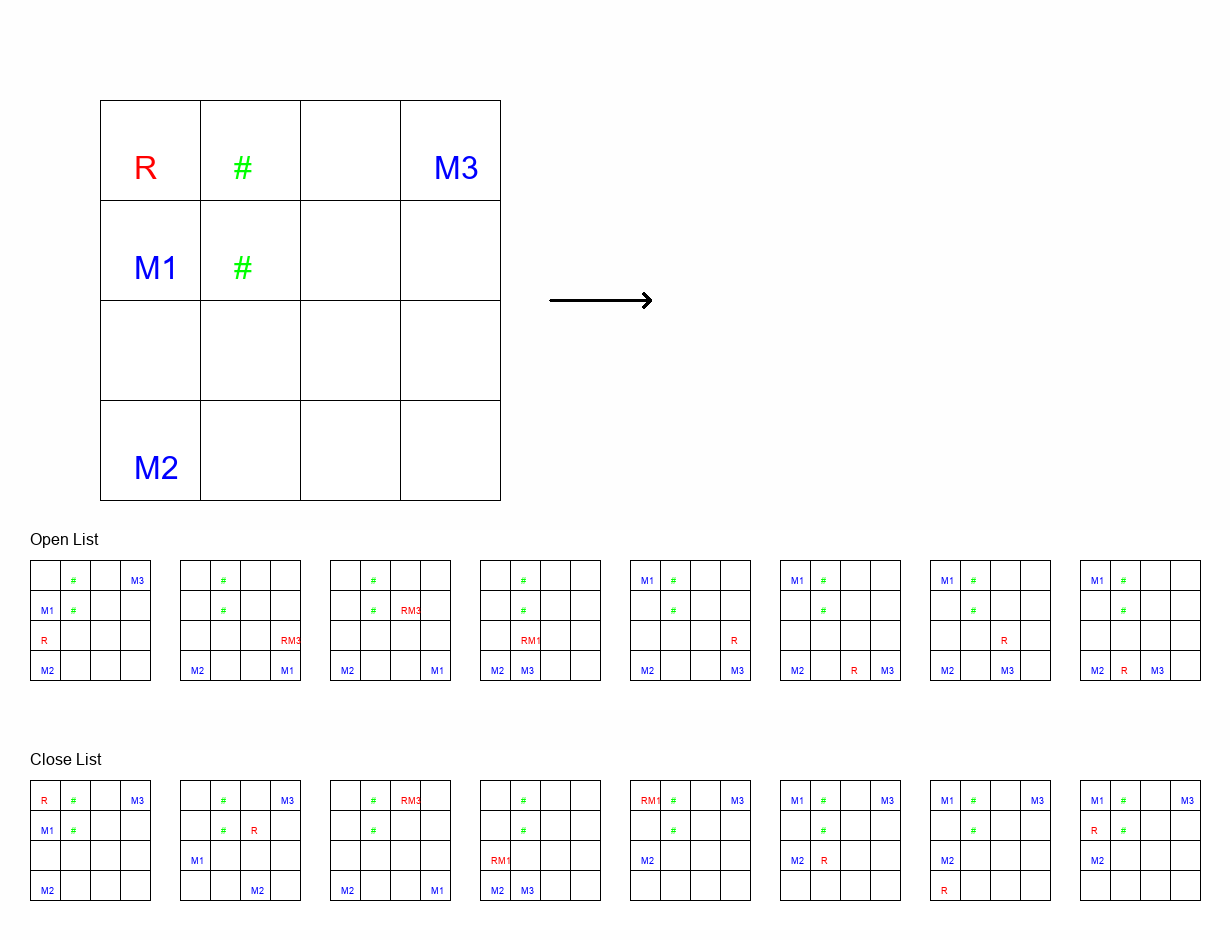 R # M3
M1 #
M2
Open List
# M3 # # # M1 # M1 # M1 # M1 #
M1 # # # RM3 # # # # #
R RM3 RM1 R R
M2 M2 M1 M2 M1 M2 M3 M2 M3 M2 R M3 M2 M3 M2 R M3
Close List
R # M3 # M3 # RM3 # RM1 # M3 M1 # M3 M1 # M3 M1 # M3
M1 # # R # # # # # R #
M1 RM1 M2 M2 R M2 M2
M2 M2 M2 M1 M2 M3 R